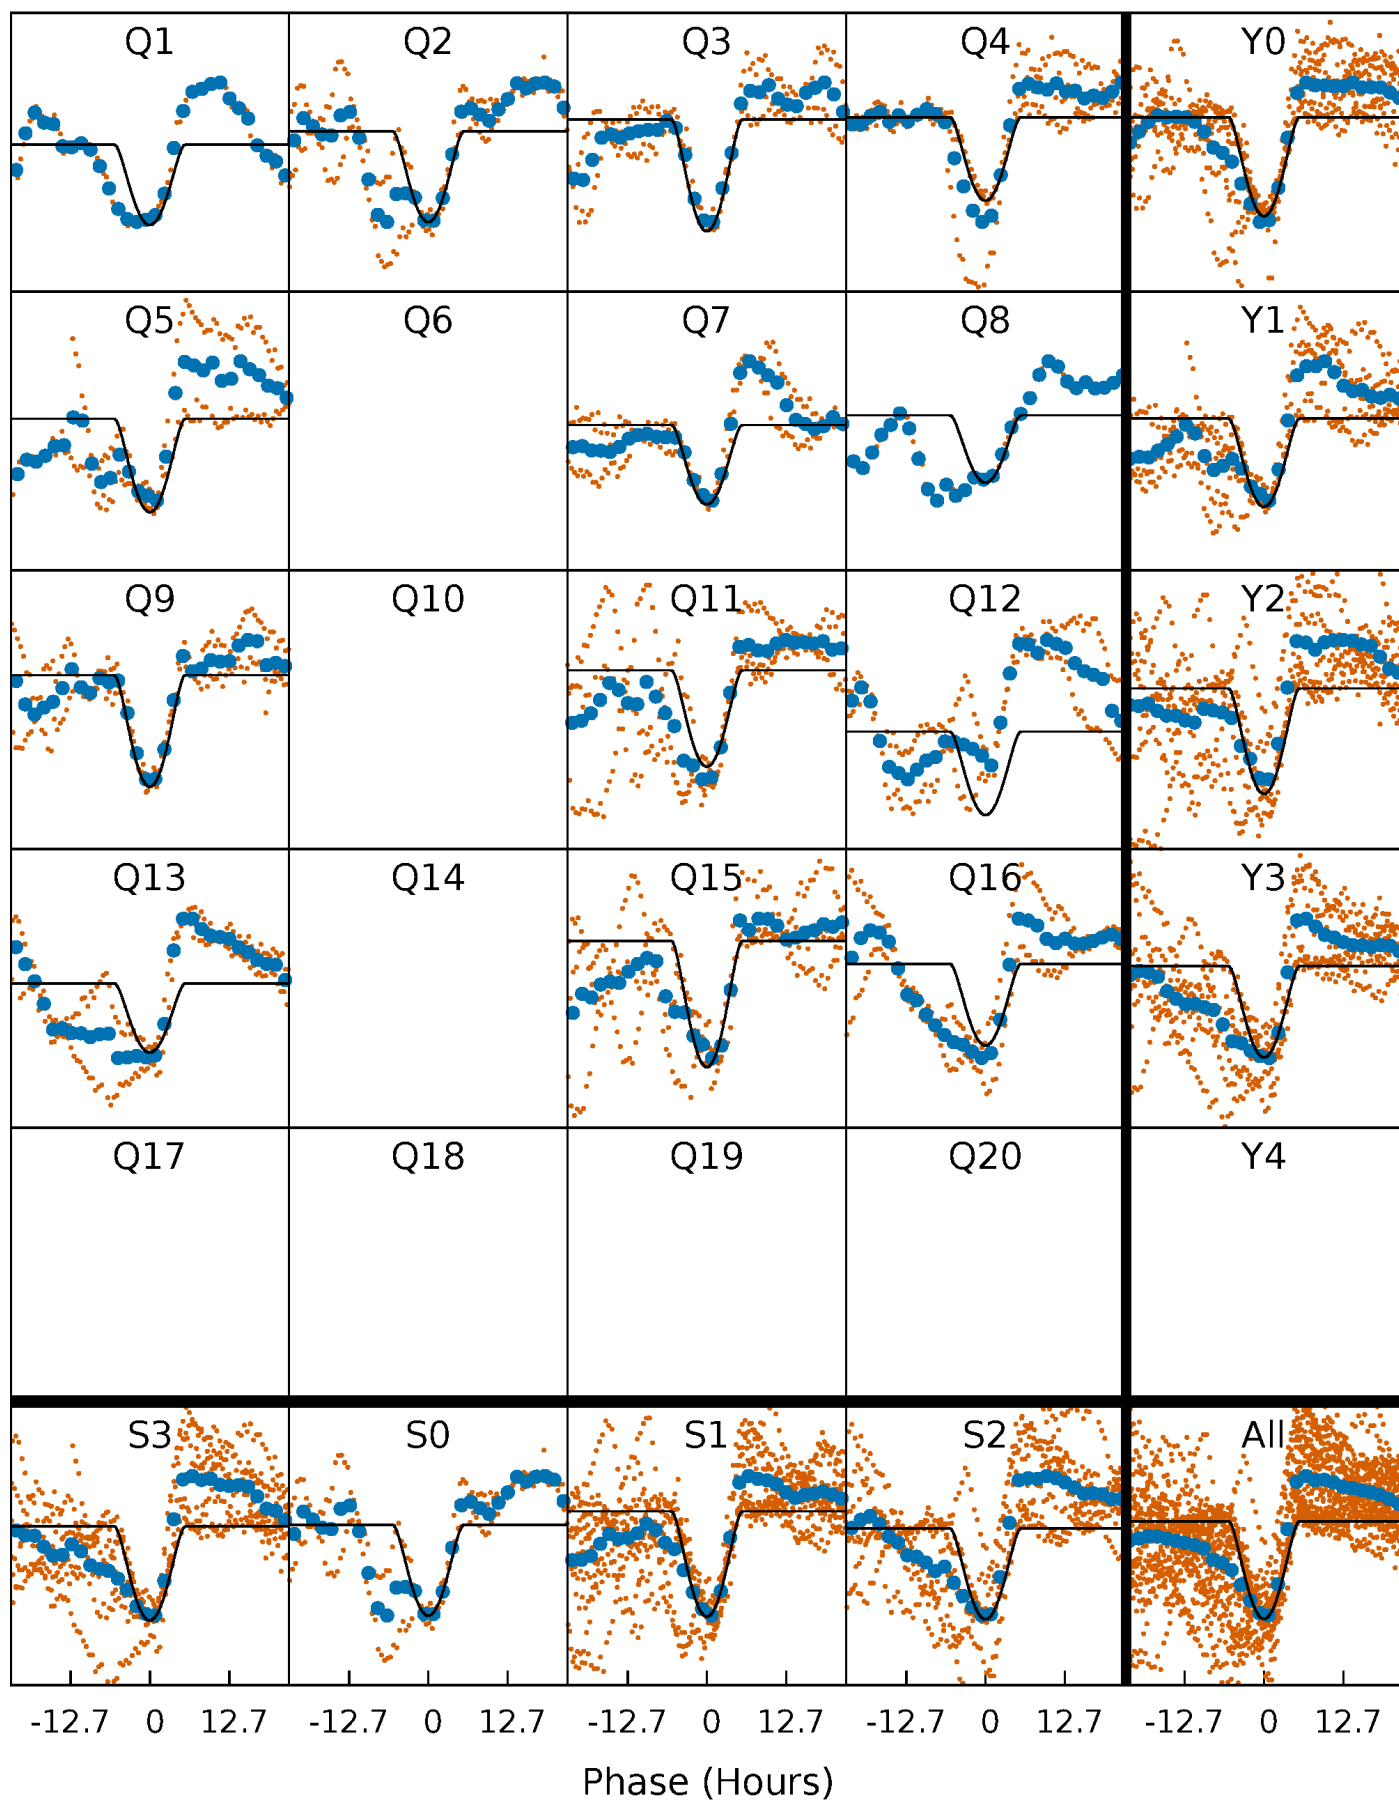 Q1 Q2 Q3 Q4 Y0
Q5 Q6 Q7 Q8 Y1
Q9 Q10 Q11 Q12 Y2
Q13 Q14 Q15 Q16 Y3
Q17 Q18 Q19 Q20 Y4
S3 S0 S1 S2 All
-12.7 0 12.7 -12.7 0 12.7 -12.7 0 12.7 -12.7 0 12.7 -12.7 0 12.7
Phase (Hours)